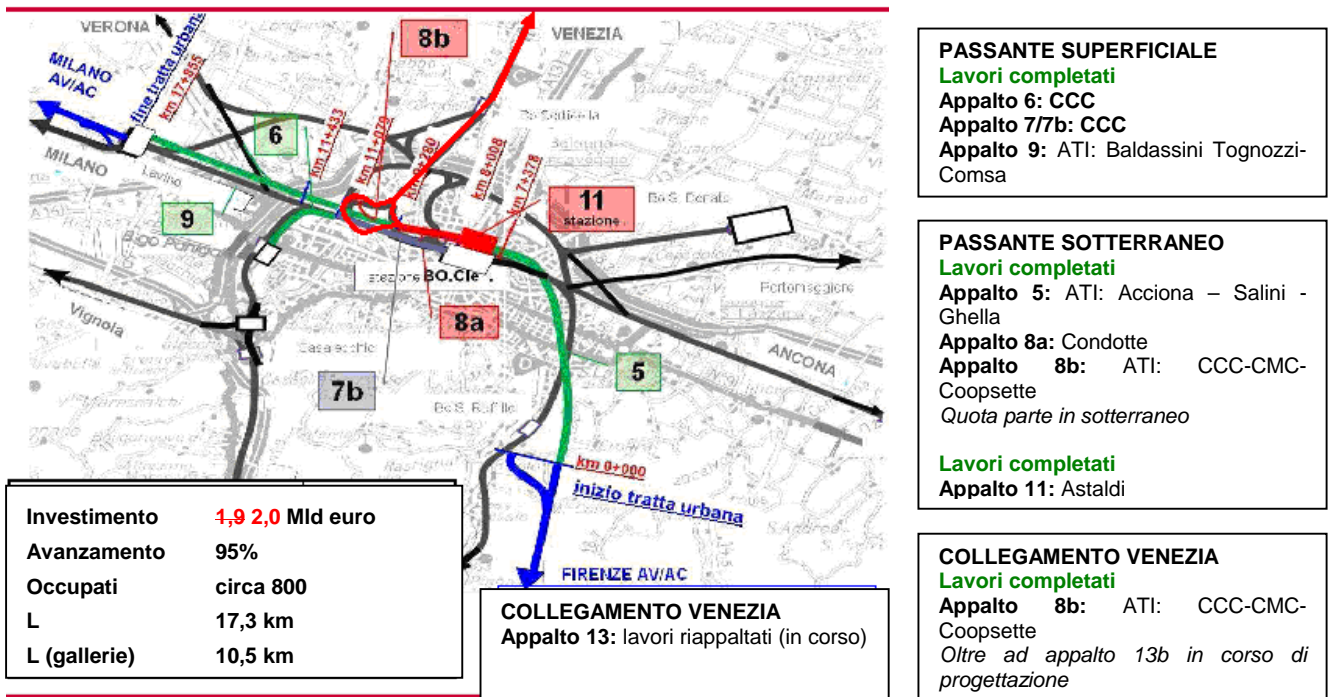 VERONA
8b
VENEZIA
MILANO
AV/AC
fine tratta urbana
km 17+855
6
km 11+433
km 11+079
km 8+008
km 7+378
MILANO
Lavino
9
11
stazione
stazione BO.Cle
Vignola
8a
Portomaggiore
Casalecchio
ANCONA
7b
5
km 0+000
inizio tratta urbana
FIRENZE AV/AC
Investimento 1,9 2,0 Mld euro
Avanzamento 95%
Occupati circa 800
L 17,3 km
L (gallerie) 10,5 km
COLLEGAMENTO VENEZIA
Appalto 13: lavori riappaltati (in corso)
PASSANTE SUPERFICIALE
Lavori completati
Appalto 6: CCC
Appalto 7/7b: CCC
Appalto 9: ATI: Baldassini Tognozzi-
Comsa
PASSANTE SOTTERRANEO
Lavori completati
Appalto 5: ATI: Acciona – Salini -
Ghella
Appalto 8a: Condotte
Appalto 8b: ATI: CCC-CMC-
Coopsette
Quota parte in sotterraneo
Lavori completati
Appalto 11: Astaldi
COLLEGAMENTO VENEZIA
Lavori completati
Appalto 8b: ATI: CCC-CMC-
Coopsette
Oltre ad appalto 13b in corso di
progettazione